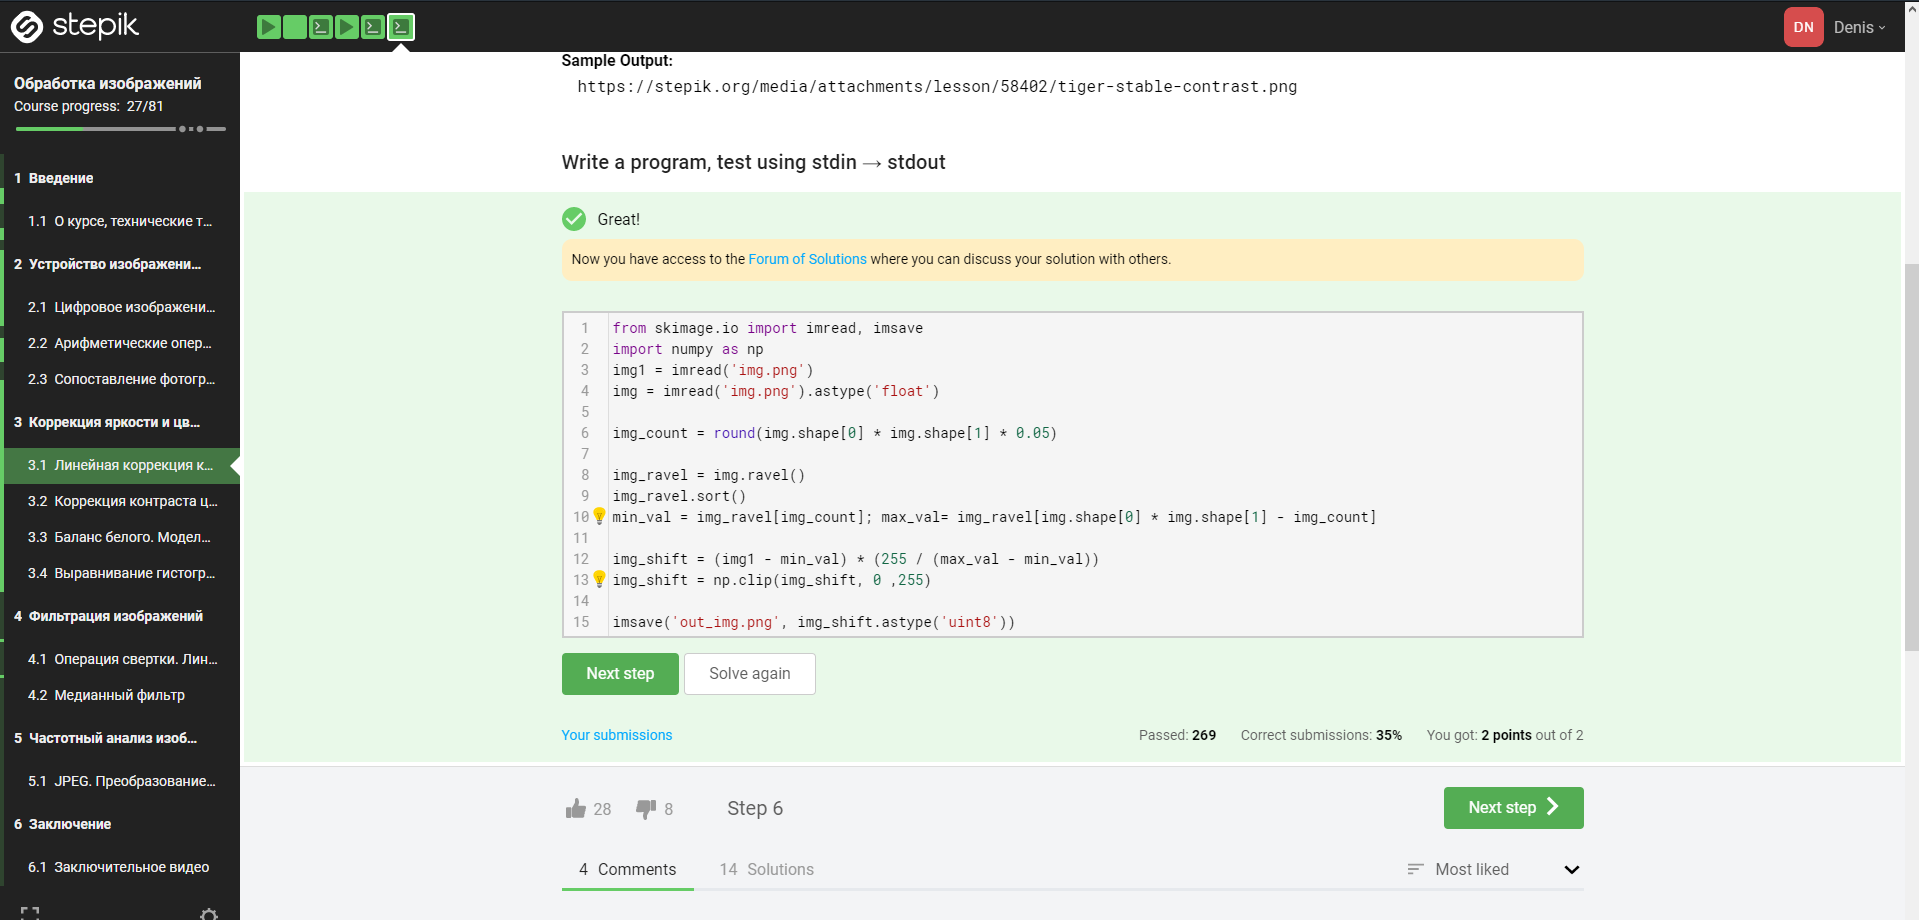 stepik
DN Denis
Обработка изображений
Course progress: 27/81
1 Введение
1.1 О курсе, технические т...
2 Устройство изображени...
2.1 Цифровое изображени...
2.2 Арифметические опер...
2.3 Сопоставление фотогр...
3 Коррекция яркости и цв...
3.1 Линейная коррекция к...
3.2 Коррекция контраста ц...
3.3 Баланс белого. Модел...
3.4 Выравнивание гистогр...
4 Фильтрация изображений
4.1 Операция свертки. Лин...
4.2 Медианный фильтр
5 Частотный анализ изоб...
5.1 JPEG. Преобразование...
6 Заключение
6.1 Заключительное видео
Sample Output:
https://stepik.org/media/attachments/lesson/58402/tiger-stable-contrast.png
Write a program, test using stdin → stdout
Great!
Now you have access to the Forum of Solutions where you can discuss your solution with others.
1 from skimage.io import imread, imsave
2 import numpy as np
3 img1 = imread('img.png')
4 img = imread('img.png').astype('float')
5
6 img_count = round(img.shape[0] * img.shape[1] * 0.05)
7
8 img_ravel = img.ravel()
9 img_ravel.sort()
10 min_val = img_ravel[img_count]; max_val= img_ravel[img.shape[0] * img.shape[1] - img_count]
11
12 img_shift = (img1 - min_val) * (255 / (max_val - min_val))
13 img_shift = np.clip(img_shift, 0 ,255)
14
15 imsave('out_img.png', img_shift.astype('uint8'))
Next step Solve again
Your submissions Passed: 269 Correct submissions: 35% You got: 2 points out of 2
28 8 Step 6 Next step
4 Comments 14 Solutions Most liked